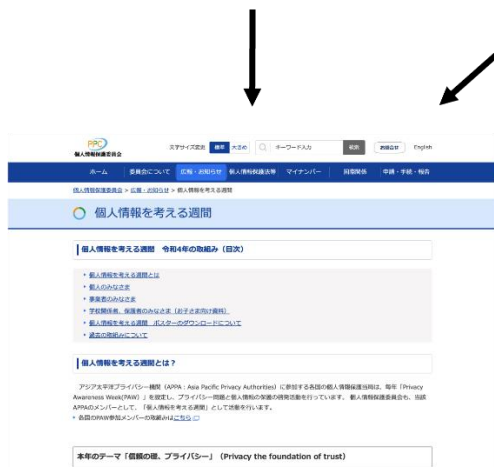 PPC
個人情報保護委員会
文字サイズ変更 標準 大きめ キーワード入力 検索 お問合せ English
ホーム 委員会について 広報・お知らせ 個人情報保護法等 マイナンバー 国際関係 申請・手続・報告
個人情報保護委員会 > 広報・お知らせ > 個人情報を考える週間
個人情報を考える週間
個人情報を考える週間 令和4年の取組み（目次）
個人情報を考える週間とは
個人のみなさま
事業者のみなさま
学校関係者、保護者のみなさま（お子さま向け資料）
個人情報を考える週間 ポスターのダウンロードについて
過去の取組みについて
個人情報を考える週間とは？
アジア太平洋プライバシー機関（APPA：Asia Pacific Privacy Authorities）に参加する各国の個人情報保護当局は、毎年「Privacy
Awareness Week(PAW)」を設定し、プライバシー問題と個人情報の保護の啓発活動を行っています。個人情報保護委員会も、当該
APPAのメンバーとして、「個人情報を考える週間」として活動を行います。
各国のPAW参加メンバーの取組みはこちら
本年のテーマ「信頼の礎、プライバシー」（Privacy the foundation of trust）